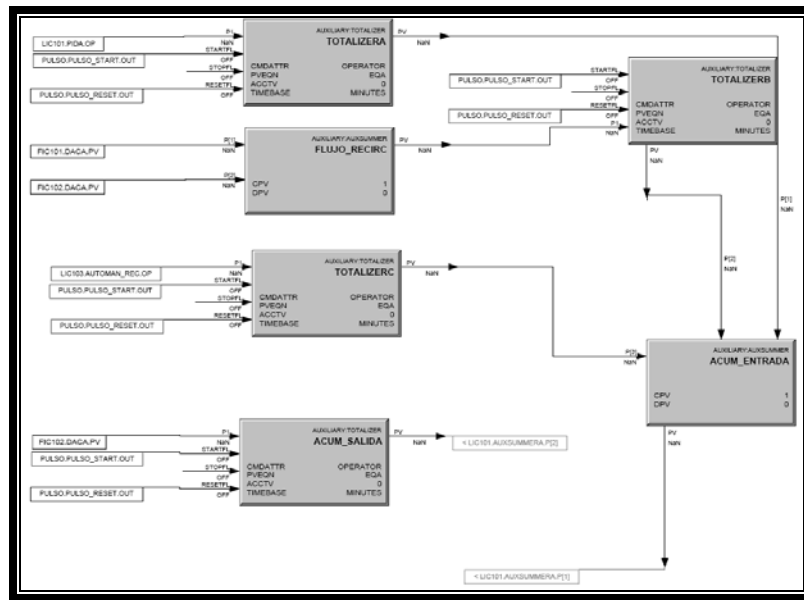 LIC101.PIDA.OP
PULSO.PULSO_START.OUT
PULSO.PULSO_RESET.OUT
P1
NaN
STARTFL
OFF
STOPFL
OFF
RESETFL
OFF
AUXILIARY:TOTALIZER
TOTALIZERA
CMDATTR OPERATOR
PVEQN EQA
ACCTV 0
TIMEBASE MINUTES
PV
NaN
PULSO.PULSO_START.OUT
PULSO.PULSO_RESET.OUT
STARTFL
OFF
STOPFL
OFF
RESETFL
OFF
P1
NaN
AUXILIARY:TOTALIZER
TOTALIZERB
CMDATTR OPERATOR
PVEQN EQA
ACCTV 0
TIMEBASE MINUTES
PV
NaN
FIC101.DACA.PV
FIC102.DACA.PV
P[1]
NaN
P[2]
NaN
AUXILIARY:AUXSUMMER
FLUJO_RECIRC
CPV 1
DPV 0
PV
NaN
P[1]
NaN
P[2]
NaN
LIC103.AUTOMAN_REC.OP
PULSO.PULSO_START.OUT
PULSO.PULSO_RESET.OUT
P1
NaN
STARTFL
OFF
STOPFL
OFF
RESETFL
OFF
AUXILIARY:TOTALIZER
TOTALIZERC
CMDATTR OPERATOR
PVEQN EQA
ACCTV 0
TIMEBASE MINUTES
PV
NaN
P[3]
NaN
AUXILIARY:AUXSUMMER
ACUM_ENTRADA
CPV 1
DPV 0
PV
NaN
FIC102.DACA.PV
PULSO.PULSO_START.OUT
PULSO.PULSO_RESET.OUT
P1
NaN
STARTFL
OFF
STOPFL
OFF
RESETFL
OFF
AUXILIARY:TOTALIZER
ACUM_SALIDA
CMDATTR OPERATOR
PVEQN EQA
ACCTV 0
TIMEBASE MINUTES
PV
NaN
< LIC101.AUXSUMMERA.P[2]
< LIC101.AUXSUMMERA.P[1]